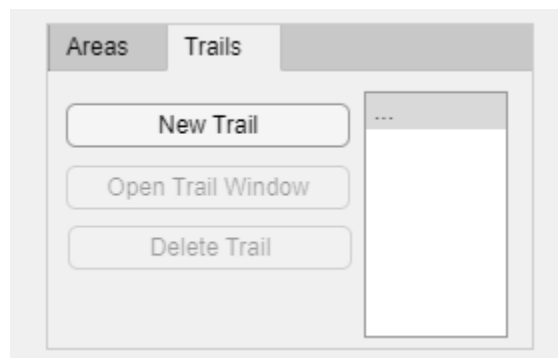 Areas Trails
New Trail
...
Open Trail Window
Delete Trail